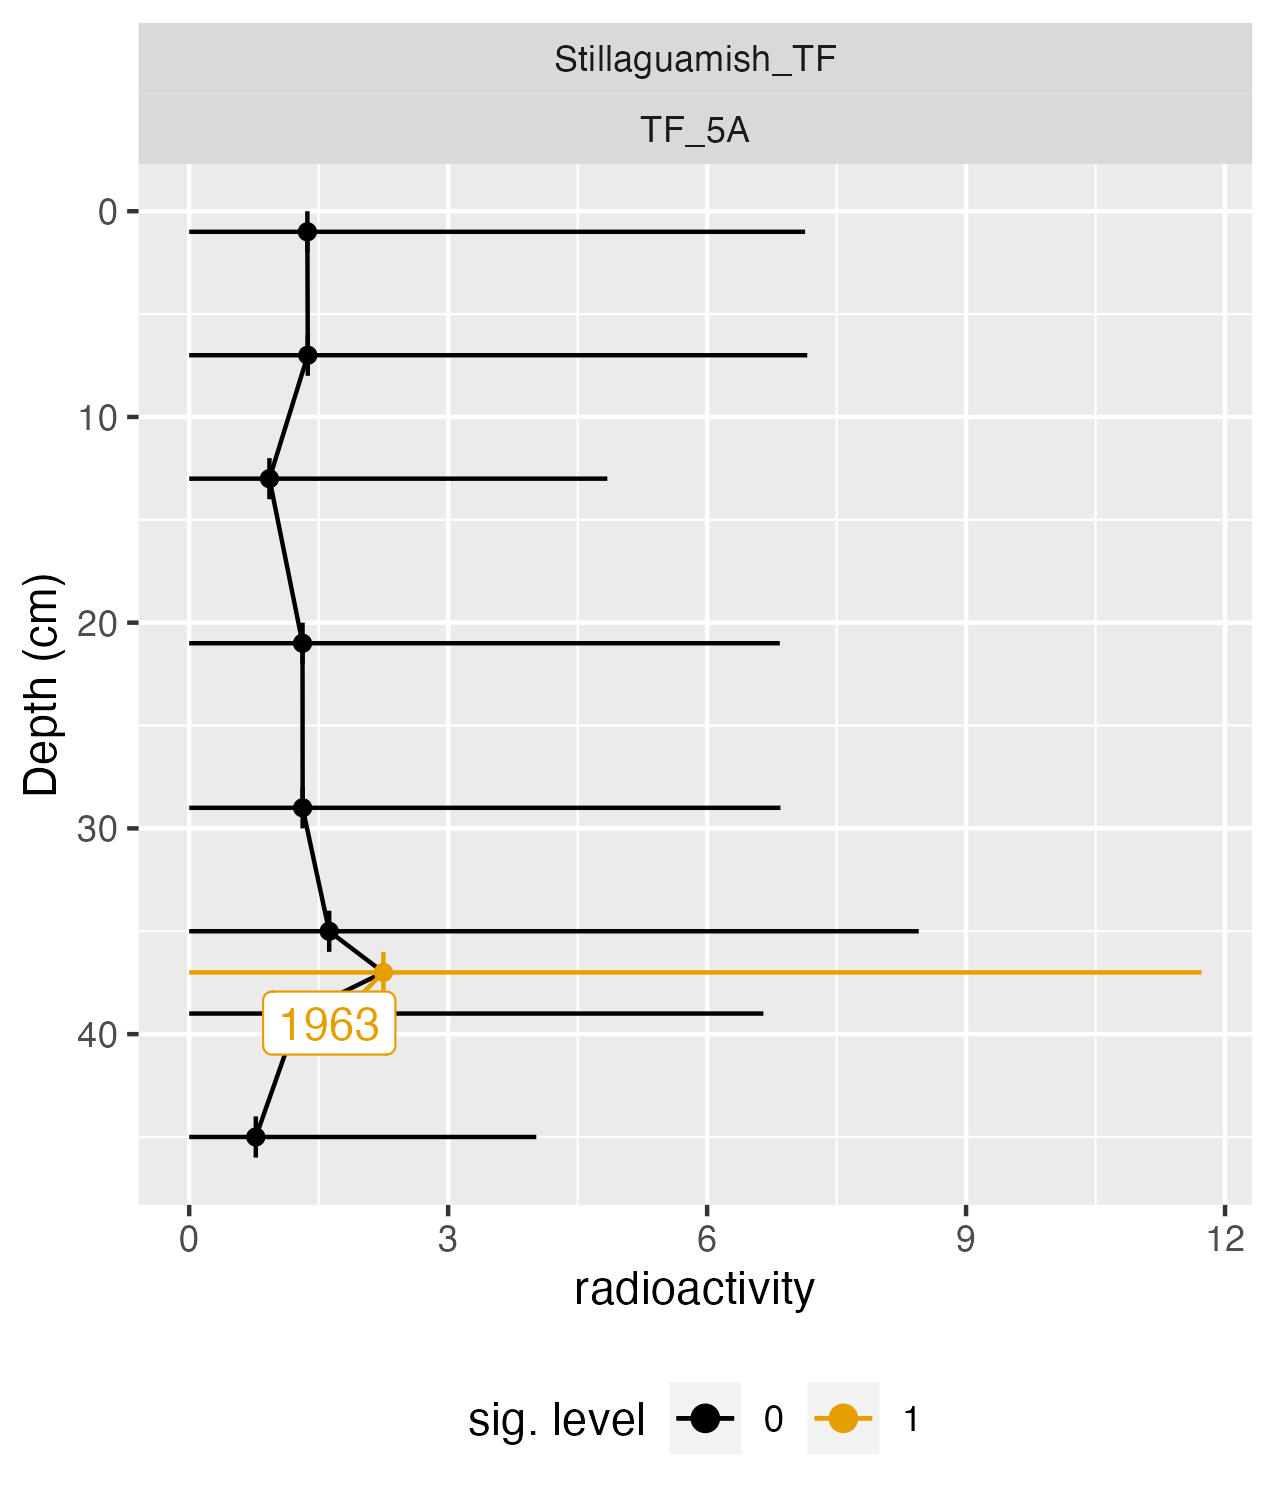 Stillaguamish_TF
TF_5A
0
10
20
30
40
Depth (cm)
1963
0 3 6 9 12
radioactivity
sig. level 0 1